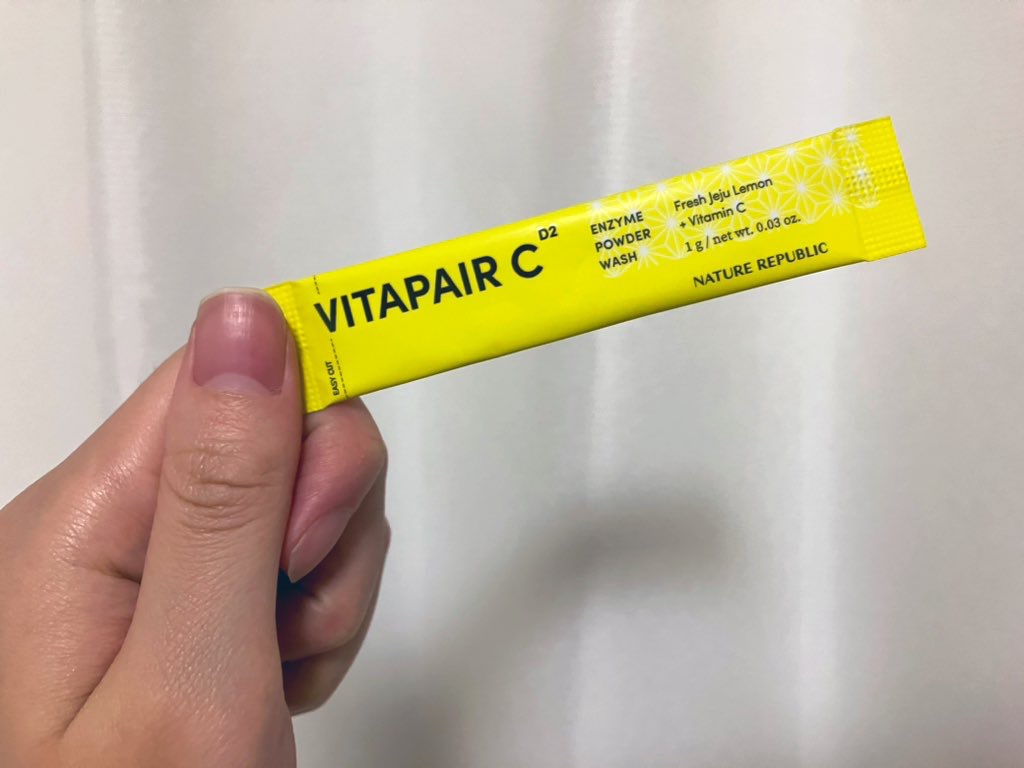 EASY CUT
VITAPAIR C D2
ENZYME
POWDER
WASH
Fresh Jeju Lemon
+ Vitamin C
1 g / net wt. 0.03 oz.
NATURE REPUBLIC